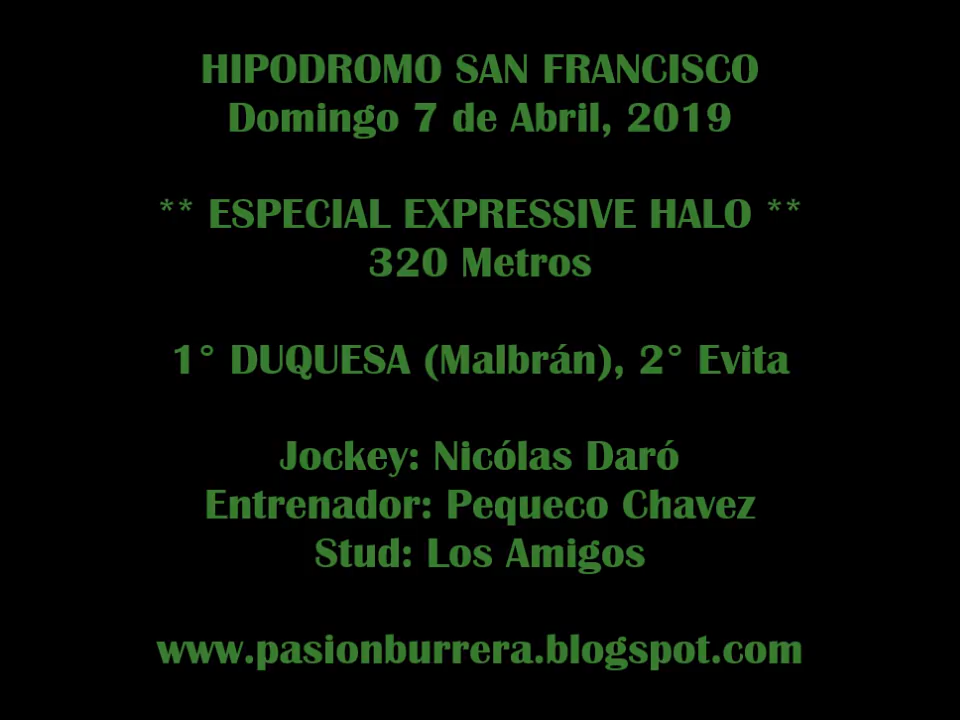 HIPODROMO SAN FRANCISCO
Domingo 7 de Abril, 2019
** ESPECIAL EXPRESSIVE HALO **
320 Metros
1° DUQUESA (Malbrán), 2° Evita
Jockey: Nicólas Daró
Entrenador: Pequeco Chavez
Stud: Los Amigos
www.pasionburrera.blogspot.com